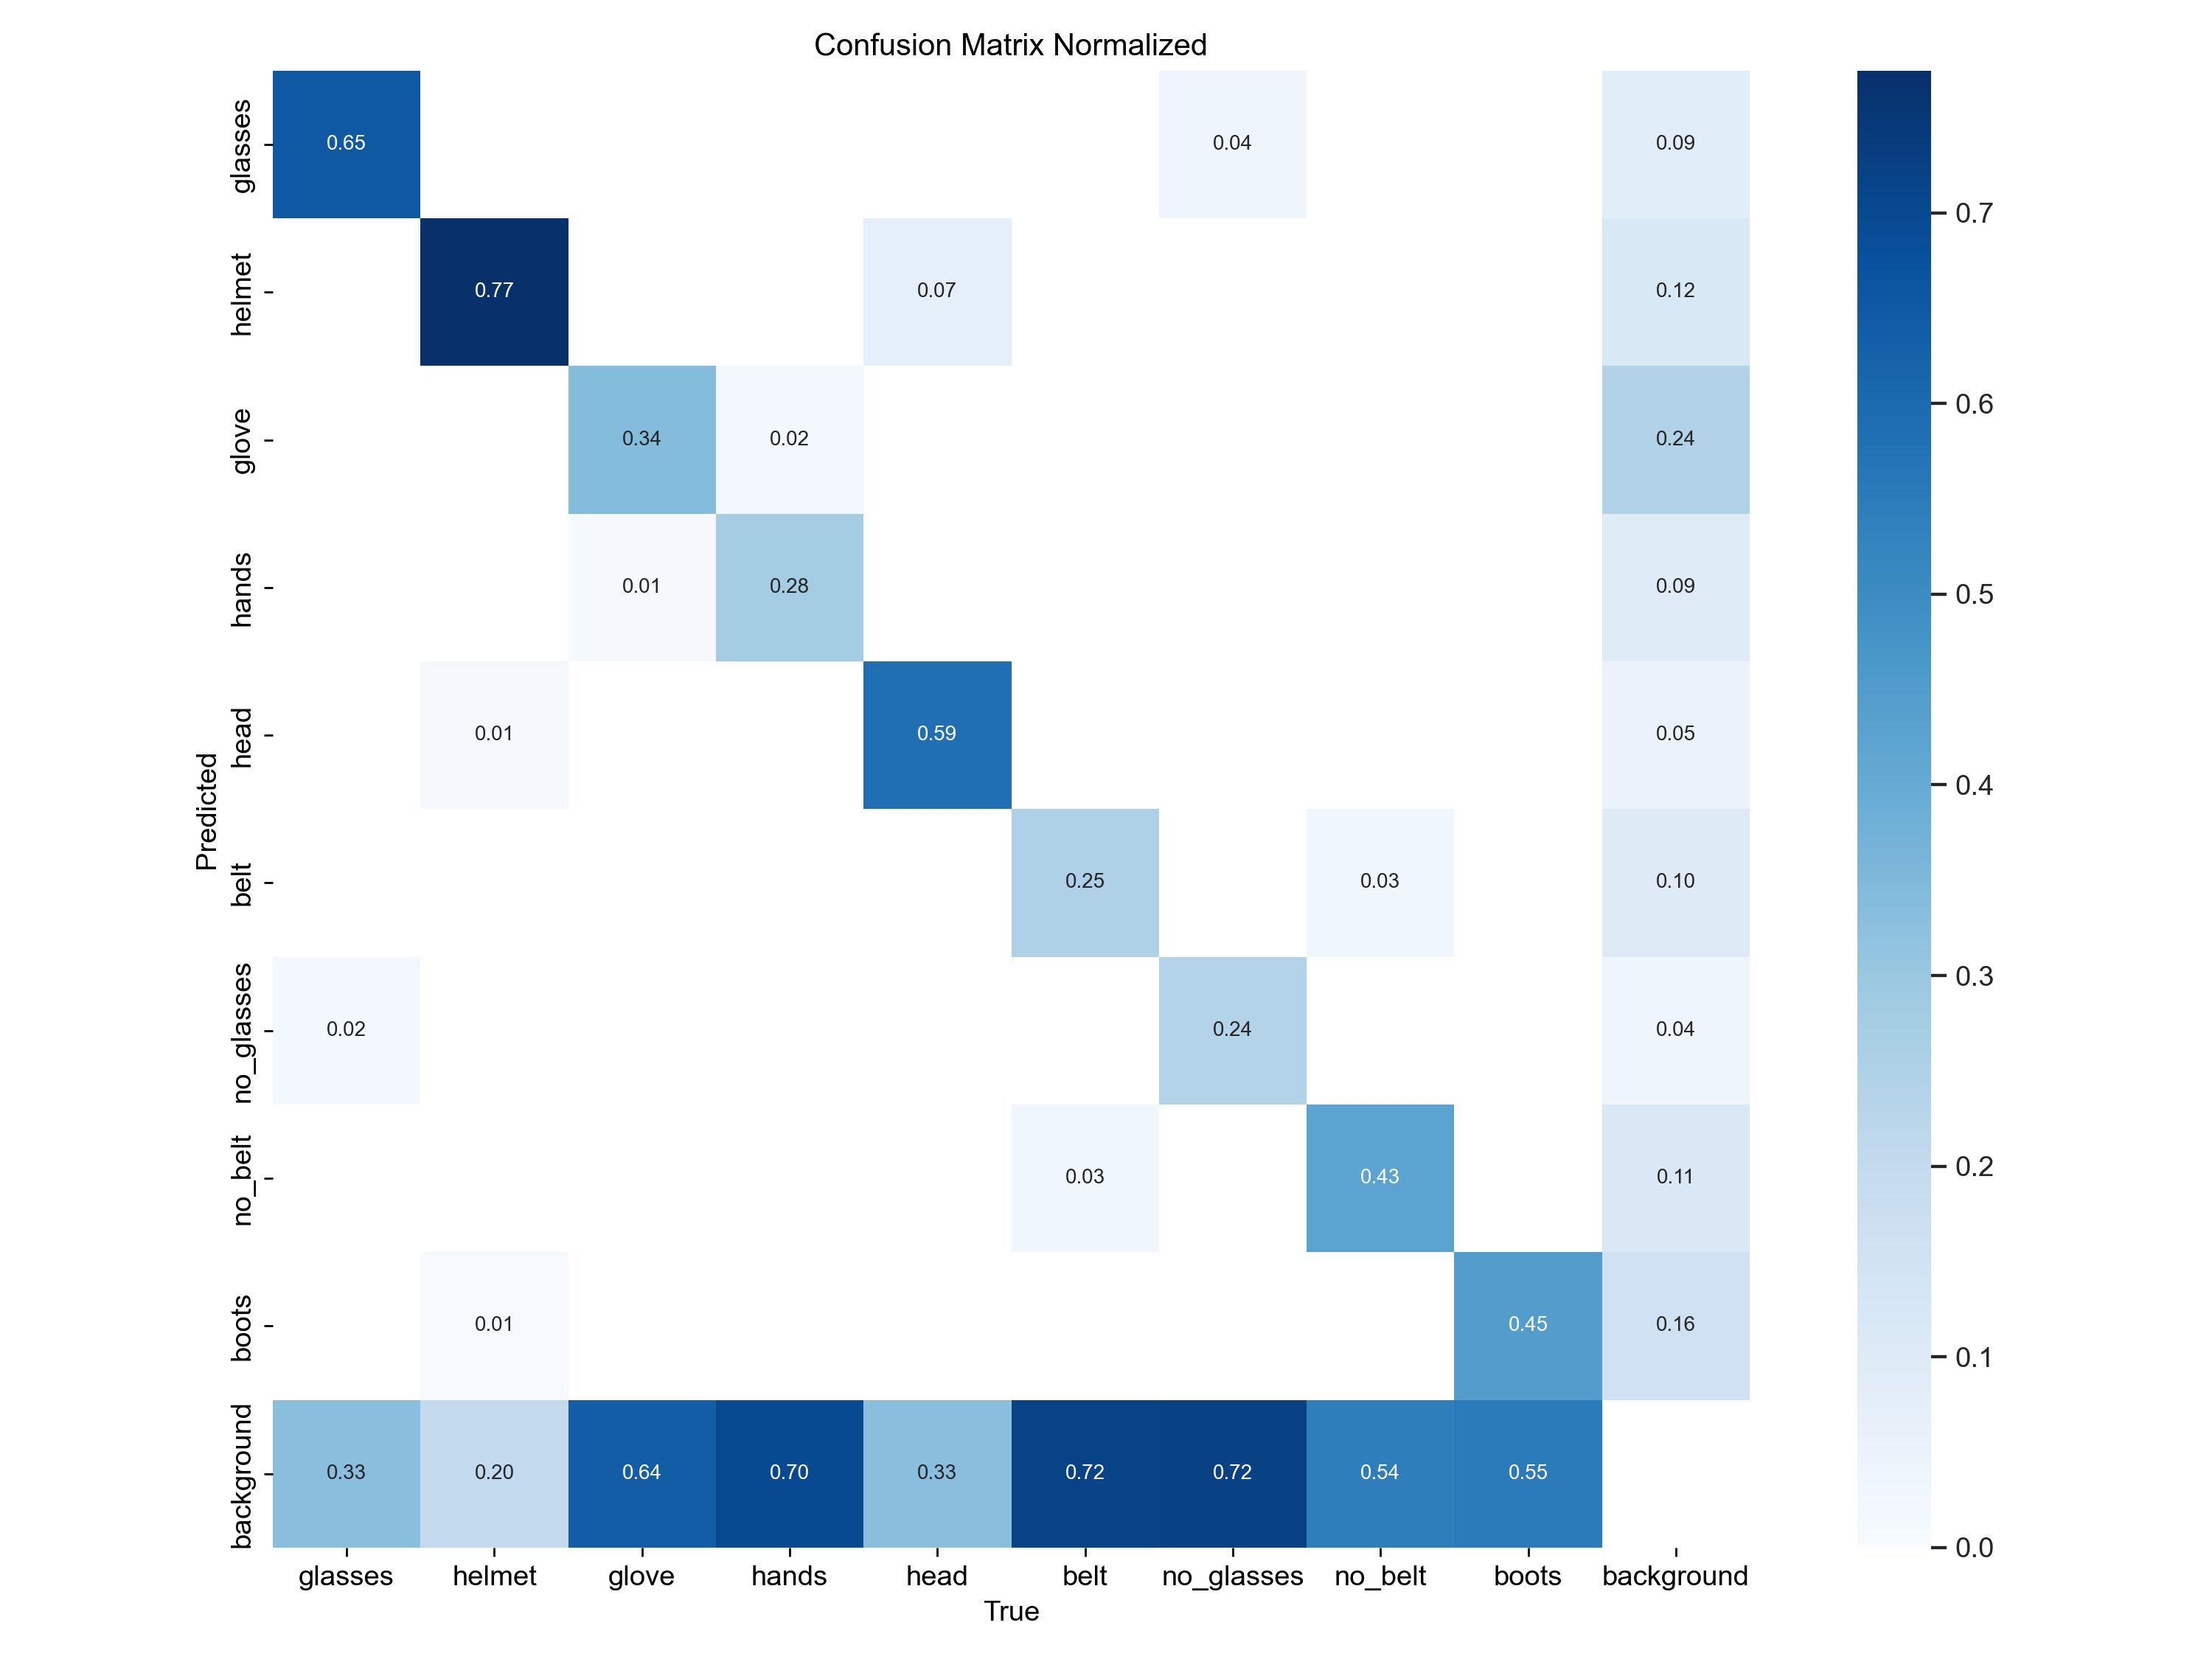 Confusion Matrix Normalized
glasses 0.65 0.04 0.09
helmet 0.77 0.07 0.12
glove 0.34 0.02 0.24
hands 0.01 0.28 0.09
head 0.01 0.59 0.05
belt 0.25 0.03 0.10
no_glasses 0.02 0.24 0.04
no_belt 0.03 0.43 0.11
boots 0.01 0.45 0.16
background 0.33 0.20 0.64 0.70 0.33 0.72 0.72 0.54 0.55
Predicted
glasses helmet glove hands head belt no_glasses no_belt boots background
True
0.7
0.6
0.5
0.4
0.3
0.2
0.1
0.0